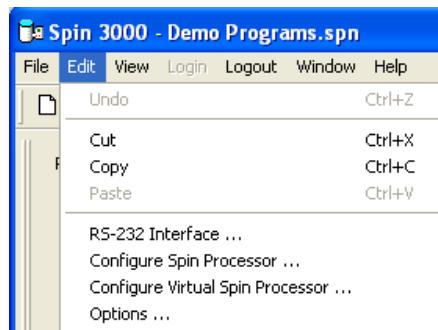 Spin 3000 - Demo Programs.spn
File Edit View Login Logout Window Help
Undo Ctrl+Z
Cut Ctrl+X
Copy Ctrl+C
Paste Ctrl+V
RS-232 Interface ...
Configure Spin Processor ...
Configure Virtual Spin Processor ...
Options ...